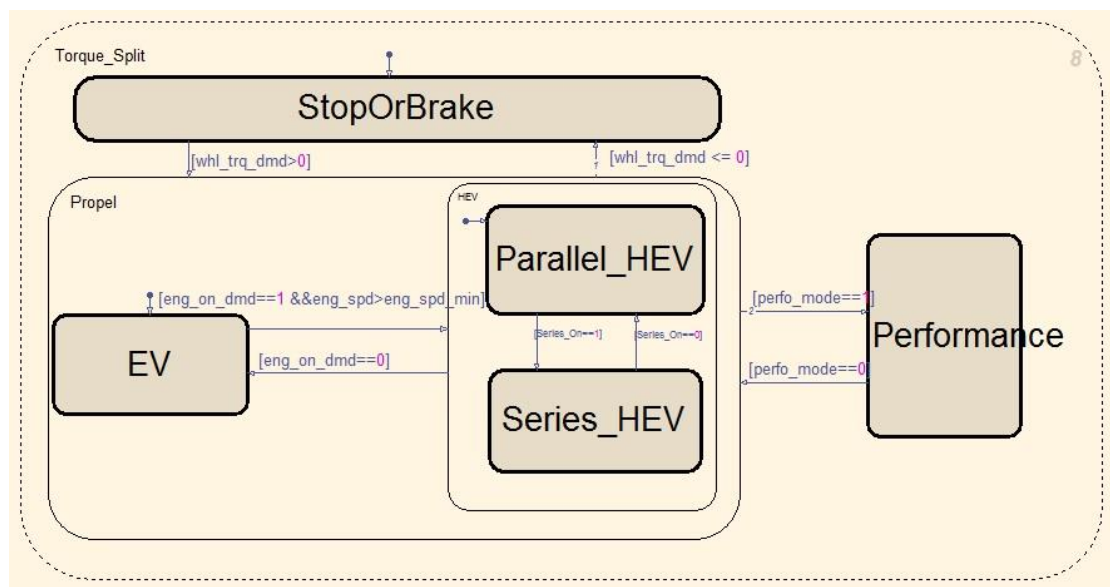 Torque_Split
8
StopOrBrake
[whl_trq_dmd>0]
[whl_trq_dmd <= 0]
1
Propel
HEV
Parallel_HEV
[eng_on_dmd==1 &&eng_spd>eng_spd_min]
[perfo_mode==1]
2
EV
[Series_On==1]
[Series_On==0]
Performance
[eng_on_dmd==0]
[perfo_mode==0]
Series_HEV